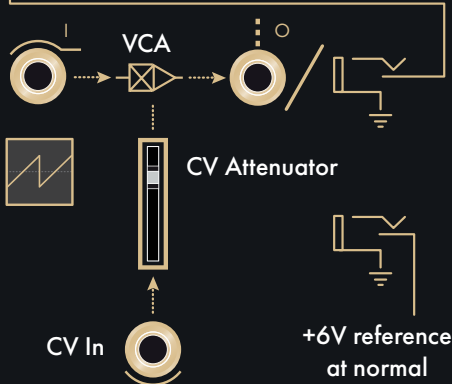 VCA
CV Attenuator
CV In
+6V reference
at normal